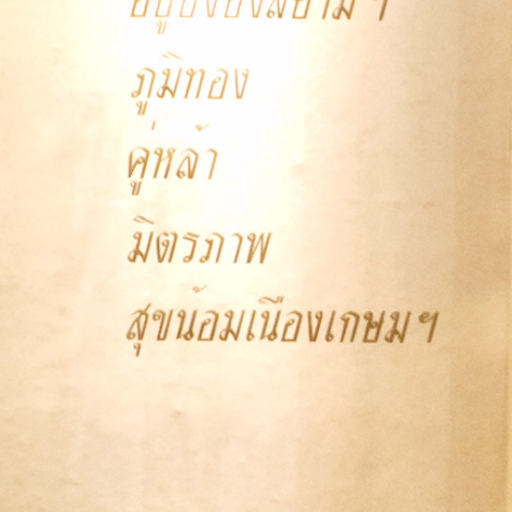 ภูมิทอง
คู่หล้า
มิตรภาพ
สุขน้อมเนืองเกษมฯ